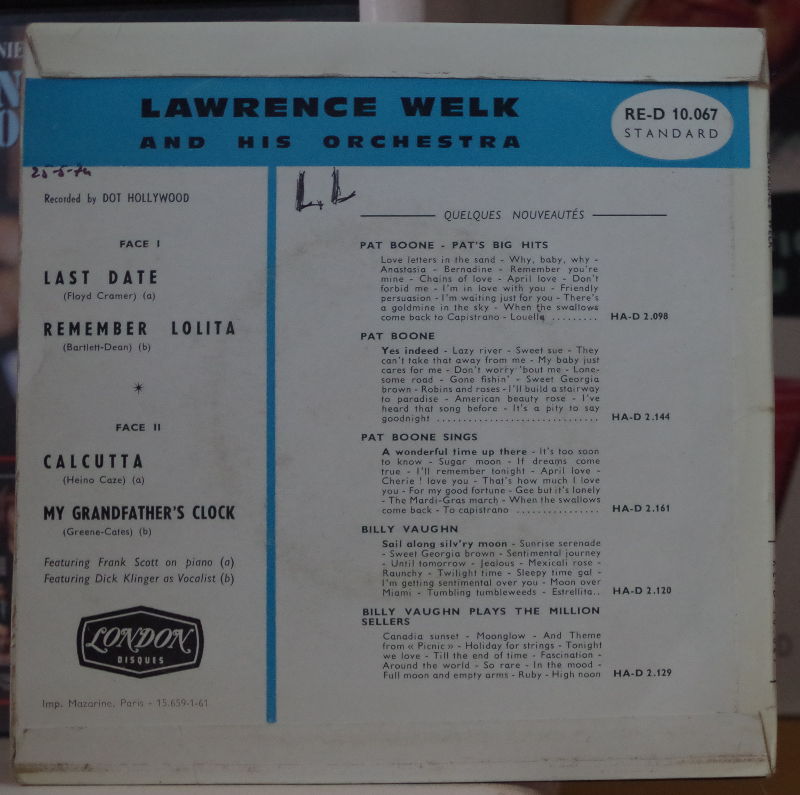 LAWRENCE WELK
AND HIS ORCHESTRA
RE-D 10.067
STANDARD
Recorded by DOT HOLLYWOOD
FACE I
LAST DATE
(Floyd Cramer) (a)
REMEMBER LOLITA
(Bartlett-Dean) (b)
FACE II
CALCUTTA
(Heino Caze) (a)
MY GRANDFATHER'S CLOCK
(Greene-Cates) (b)
Featuring Frank Scott on piano (a)
Featuring Dick Klinger as Vocalist (b)
LONDON
DISQUES
Imp. Mazarine, Paris - 15.659-1-61
L.L
QUELQUES NOUVEAUTÉS
PAT BOONE - PAT'S BIG HITS
Love letters in the sand - Why, baby, why -
Anastasia - Bernadine - Remember you're
mine - Chains of love - April love - Don't
forbid me - I'm in love with you - Friendly
persuasion - I'm waiting just for you - There's
a goldmine in the sky - When the swallows
come back to Capistrano - Louella ......... HA-D 2.098
PAT BOONE
Yes indeed - Lazy river - Sweet sue - They
can't take that away from me - My baby just
cares for me - Don't worry 'bout me - Lone-
some road - Gone fishin' - Sweet Georgia
brown - Robins and roses - I'll build a stairway
to paradise - American beauty rose - I've
heard that song before - It's a pity to say
goodnight .............................. HA-D 2.144
PAT BOONE SINGS
A wonderful time up there - It's too soon
to know - Sugar moon - If dreams come
true - I'll remember tonight - April love -
Cherie I love you - That's how much I love
you - For my good fortune - Gee but it's lonely
- The Mardi-Gras march - When the swallows
come back - To capistrano ................ HA-D 2.161
BILLY VAUGHN
Sail along silv'ry moon - Sunrise serenade
- Sweet Georgia brown - Sentimental journey
- Until tomorrow - Jealous - Mexicali rose -
Raunchy - Twilight time - Sleepy time gal -
I'm getting sentimental over you - Moon over
Miami - Tumbling tumbleweeds - Estrellita.. HA-D 2.120
BILLY VAUGHN PLAYS THE MILLION
SELLERS
Canadia sunset - Moonglow - And Theme
from « Picnic » - Holiday for strings - Tonight
we love - Till the end of time - Fascination -
Around the world - So rare - In the mood -
Full moon and empty arms - Ruby - High noon HA-D 2.129